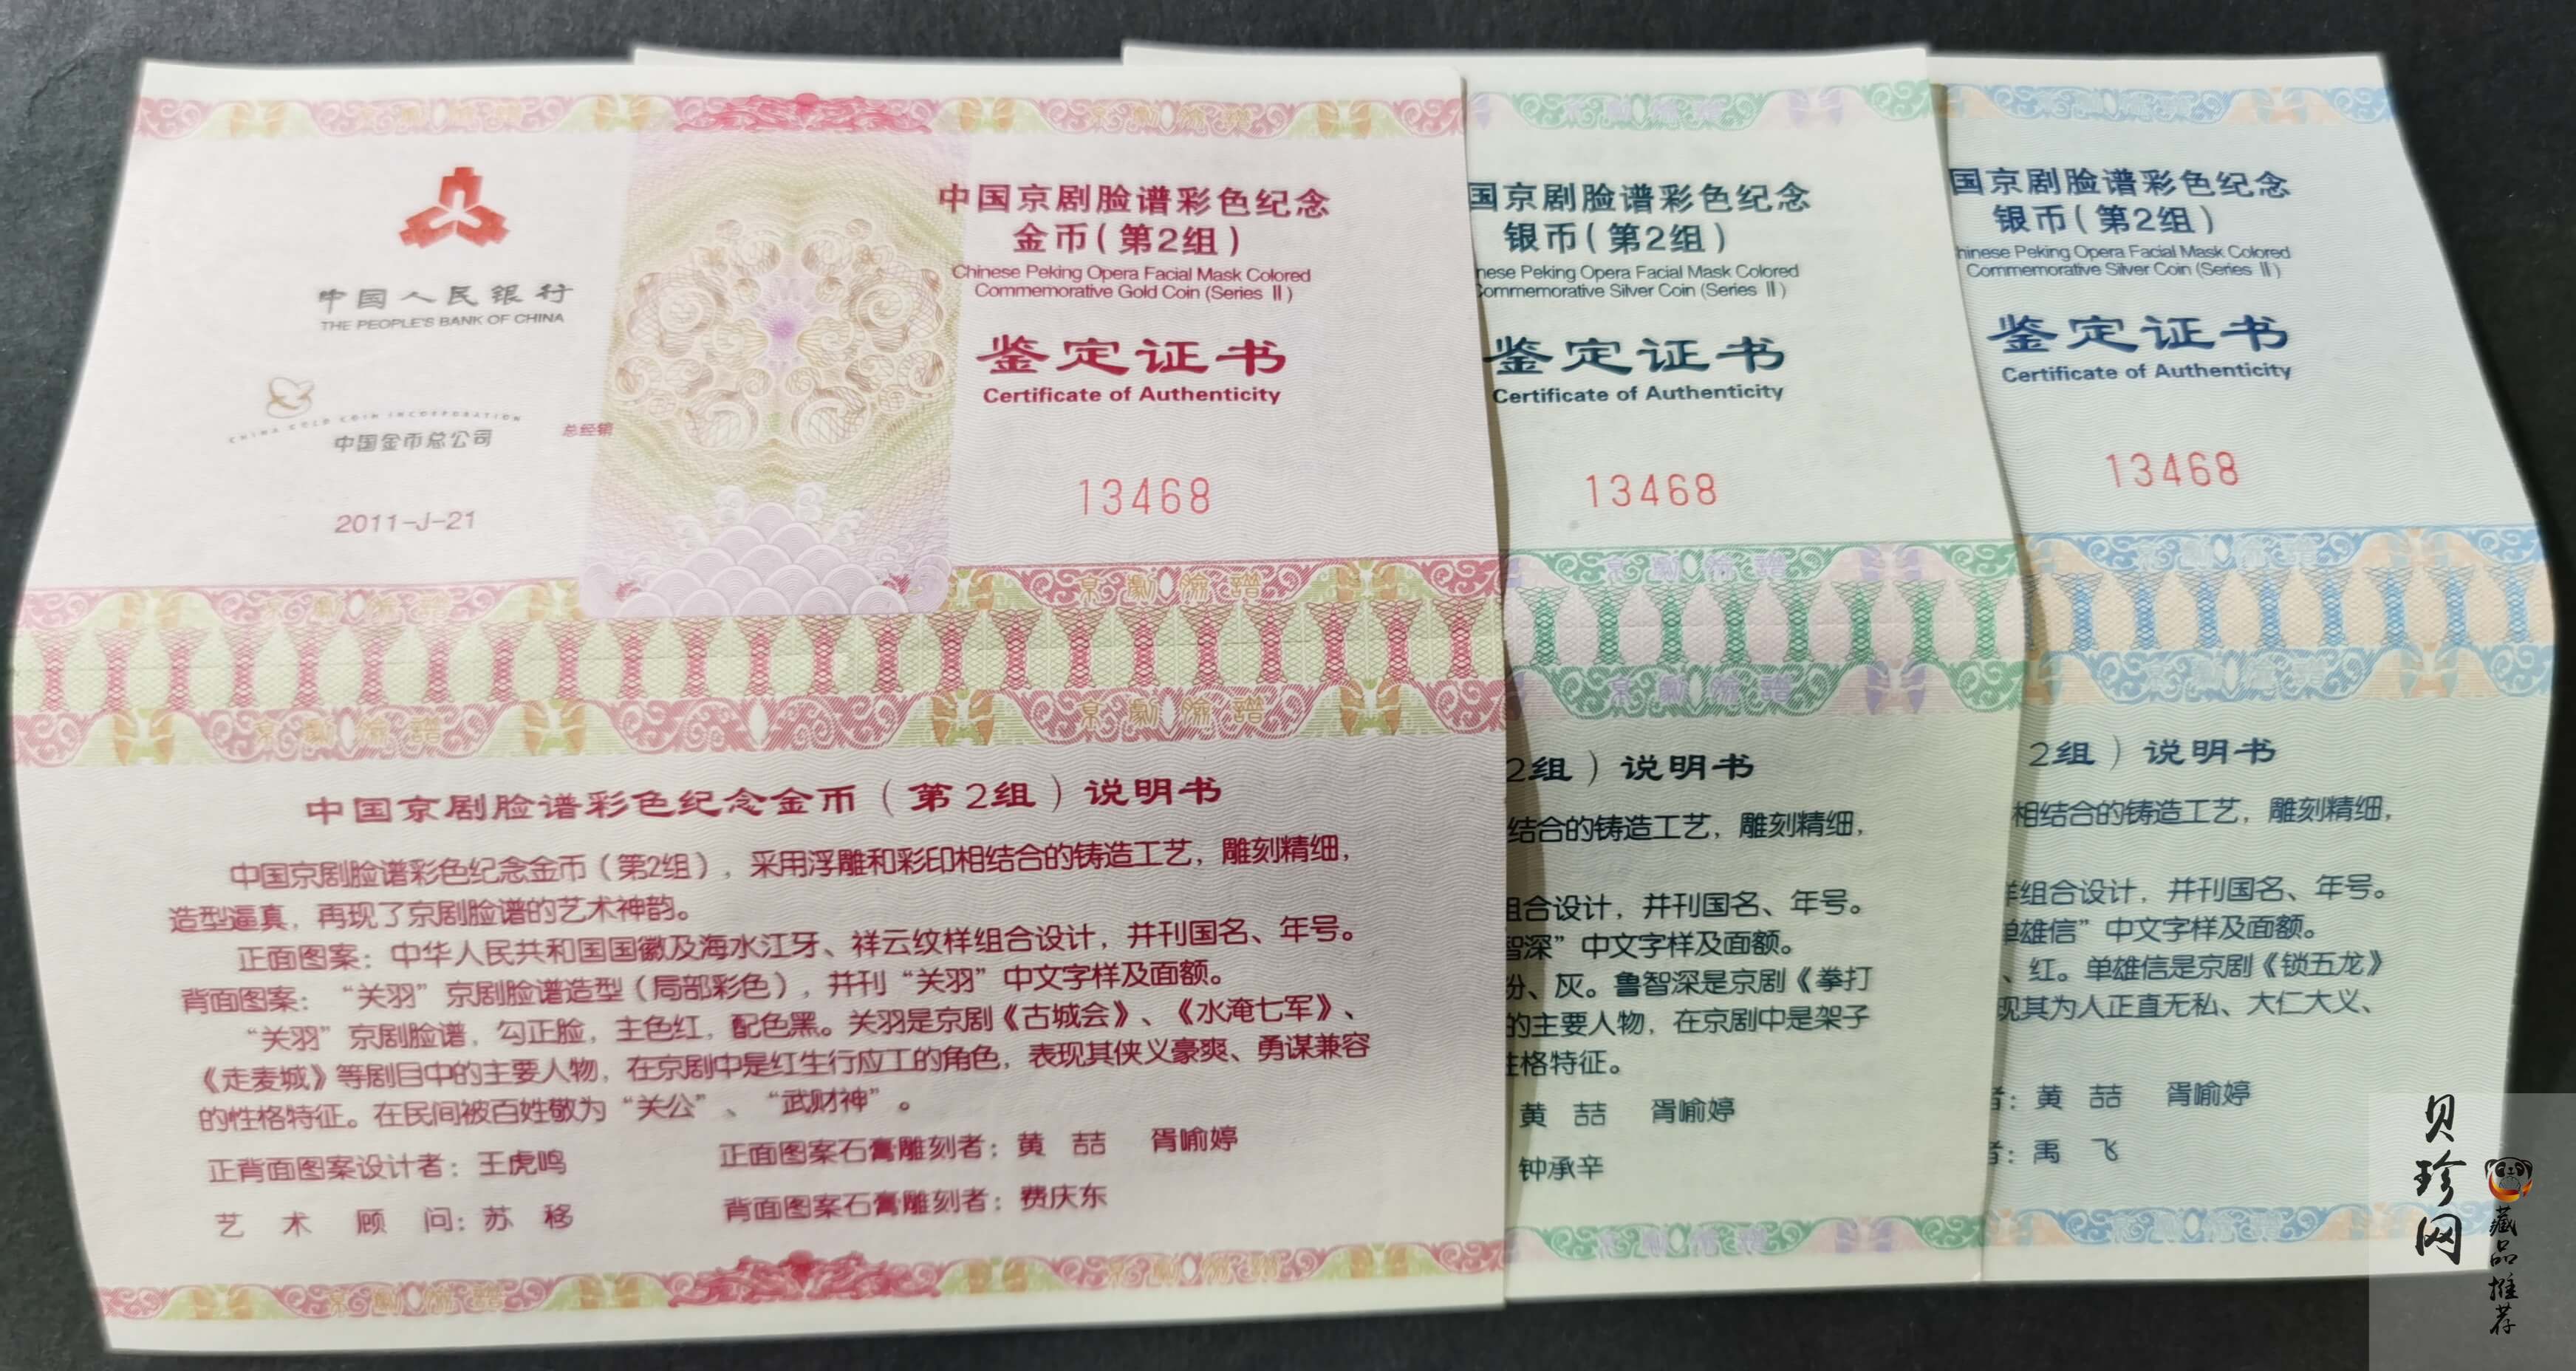 中国人民银行
THE PEOPLE'S BANK OF CHINA
CHINA GOLD COIN INCORPORATION
中国金币总公司
总经销
2011-J-21
中国京剧脸谱彩色纪念
金币(第2组)
Chinese Peking Opera Facial Mask Colored
Commemorative Gold Coin (Series Ⅱ)
鉴定证书
Certificate of Authenticity
13468
中国京剧脸谱彩色纪念金币(第2组)说明书
中国京剧脸谱彩色纪念金币(第2组),采用浮雕和彩印相结合的铸造工艺,雕刻精细,
造型逼真,再现了京剧脸谱的艺术神韵。
正面图案:中华人民共和国国徽及海水江牙、祥云纹样组合设计,并刊国名、年号。
背面图案:“关羽”京剧脸谱造型(局部彩色),并刊“关羽”中文字样及面额。
“关羽”京剧脸谱,勾正脸,主色红,配色黑。关羽是京剧《古城会》、《水淹七军》、
《走麦城》等剧目中的主要人物,在京剧中是红生行应工的角色,表现其侠义豪爽、勇谋兼容
的性格特征。在民间被百姓敬为“关公”、“武财神”。
正背面图案设计者:王虎鸣
正面图案石膏雕刻者:黄 喆 胥喻婷
艺术顾问:苏 移
背面图案石膏雕刻者:费庆东
国京剧脸谱彩色纪念
银币(第2组)
nese Peking Opera Facial Mask Colored
Commemorative Silver Coin (Series Ⅱ)
鉴定证书
Certificate of Authenticity
13468
2组)说明书
结合的铸造工艺,雕刻精细,
组合设计,并刊国名、年号。
智深”中文字样及面额。
粉、灰。鲁智深是京剧《拳打
的主要人物,在京剧中是架子
性格特征。
黄 喆 胥喻婷
钟承辛
国京剧脸谱彩色纪念
银币(第2组)
hinese Peking Opera Facial Mask Colored
Commemorative Silver Coin (Series Ⅱ)
鉴定证书
Certificate of Authenticity
13468
2组)说明书
相结合的铸造工艺,雕刻精细,
样组合设计,并刊国名、年号。
单雄信”中文字样及面额。
、红。单雄信是京剧《锁五龙》
现其为人正直无私、大仁大义、
者:黄 喆 胥喻婷
者:禹 飞
贝珍网
藏品推荐